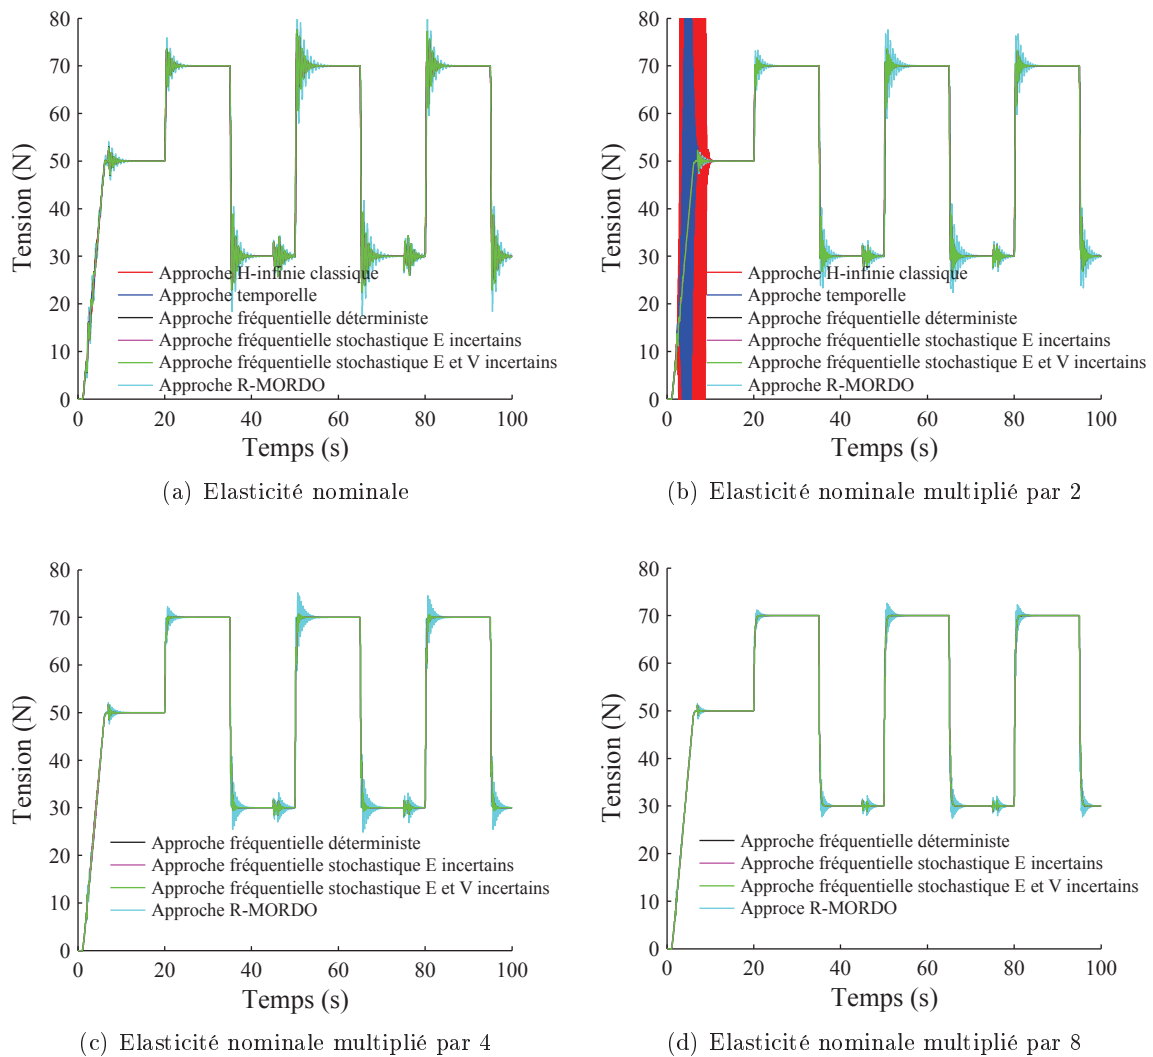 80
70
60
50
40
30
20
10
0
Tension (N)
Approche H-infinie classique
Approche temporelle
Approche fréquentielle déterministe
Approche fréquentielle stochastique E incertains
Approche fréquentielle stochastique E et V incertains
Approche R-MORDO
0 20 40 60 80 100
Temps (s)
(a) Elasticité nominale
80
70
60
50
40
30
20
10
0
Tension (N)
Approche H-infinie classique
Approche temporelle
Approche fréquentielle déterministe
Approche fréquentielle stochastique E incertains
Approche fréquentielle stochastique E et V incertains
Approche R-MORDO
0 20 40 60 80 100
Temps (s)
(b) Elasticité nominale multiplié par 2
80
70
60
50
40
30
20
10
0
Tension (N)
Approche fréquentielle déterministe
Approche fréquentielle stochastique E incertains
Approche fréquentielle stochastique E et V incertains
Approche R-MORDO
0 20 40 60 80 100
Temps (s)
(c) Elasticité nominale multiplié par 4
80
70
60
50
40
30
20
10
0
Tension (N)
Approche fréquentielle déterministe
Approche fréquentielle stochastique E incertains
Approche fréquentielle stochastique E et V incertains
Approce R-MORDO
0 20 40 60 80 100
Temps (s)
(d) Elasticité nominale multiplié par 8